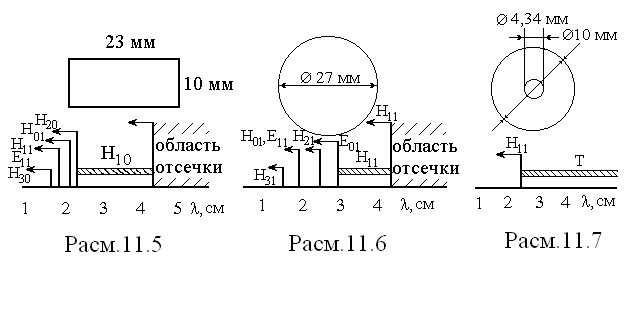 23 мм
10 мм
H20
H01
H11
E11
H30
H10
область
отсечки
1 2 3 4 5 λ, см
Расм.11.5
Ø 27 мм
H11
H01,E11
H21
E01
H31
H11
область
отсечки
1 2 3 4 λ, см
Расм.11.6
Ø 4,34 мм
Ø10 мм
H11
T
1 2 3 4 λ, см
Расм.11.7